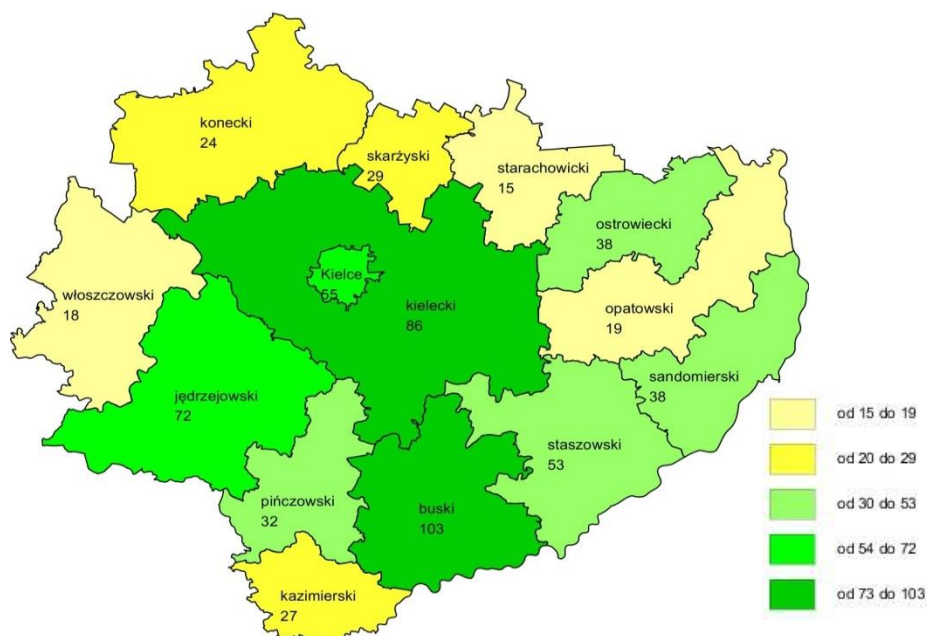 konecki
24
skarżyski
29
starachowicki
15
ostrowiecki
38
Kielce
55
włoszczowski
18
kielecki
86
opatowski
19
jędrzejowski
72
sandomierski
38
staszowski
53
pińczowski
32
buski
103
kazimierski
27
od 15 do 19
od 20 do 29
od 30 do 53
od 54 do 72
od 73 do 103